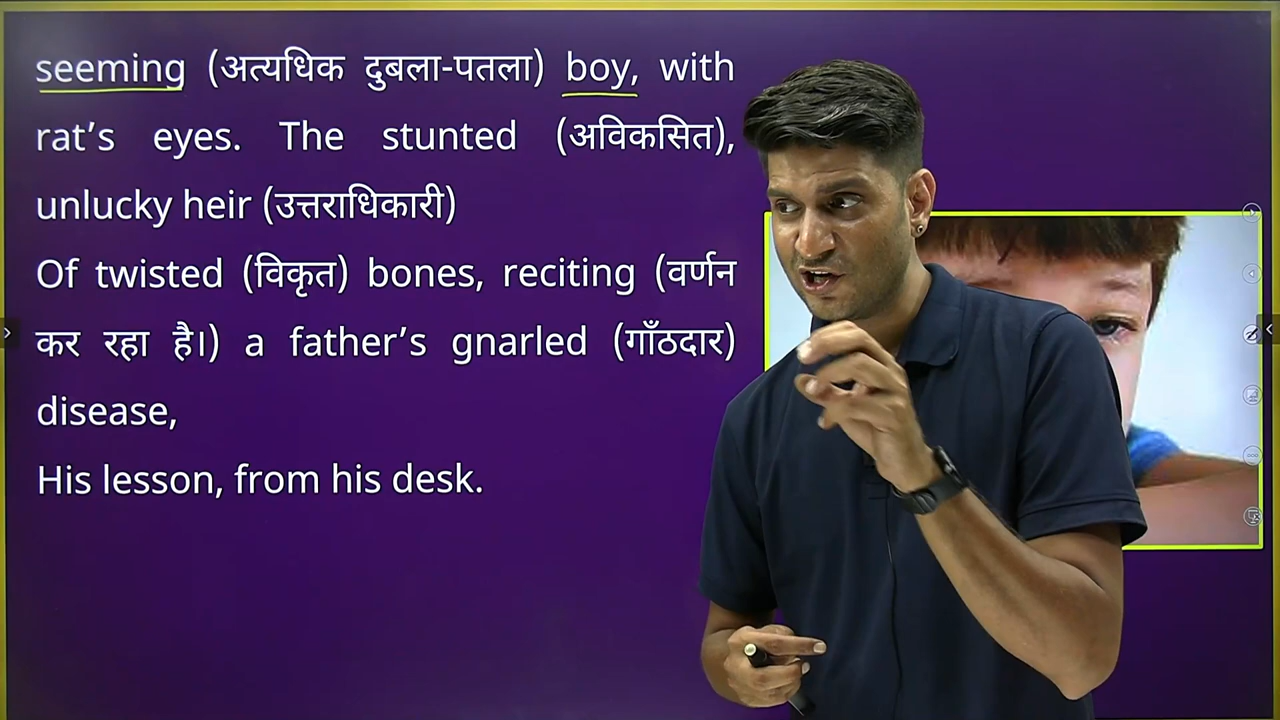 seeming (अत्यधिक दुबला-पतला) boy, with
rat’s eyes. The stunted (अविकसित),
unlucky heir (उत्तराधिकारी)
Of twisted (विकृत) bones, reciting (वर्णन
कर रहा है।) a father’s gnarled (गाँठदार)
disease,
His lesson, from his desk.